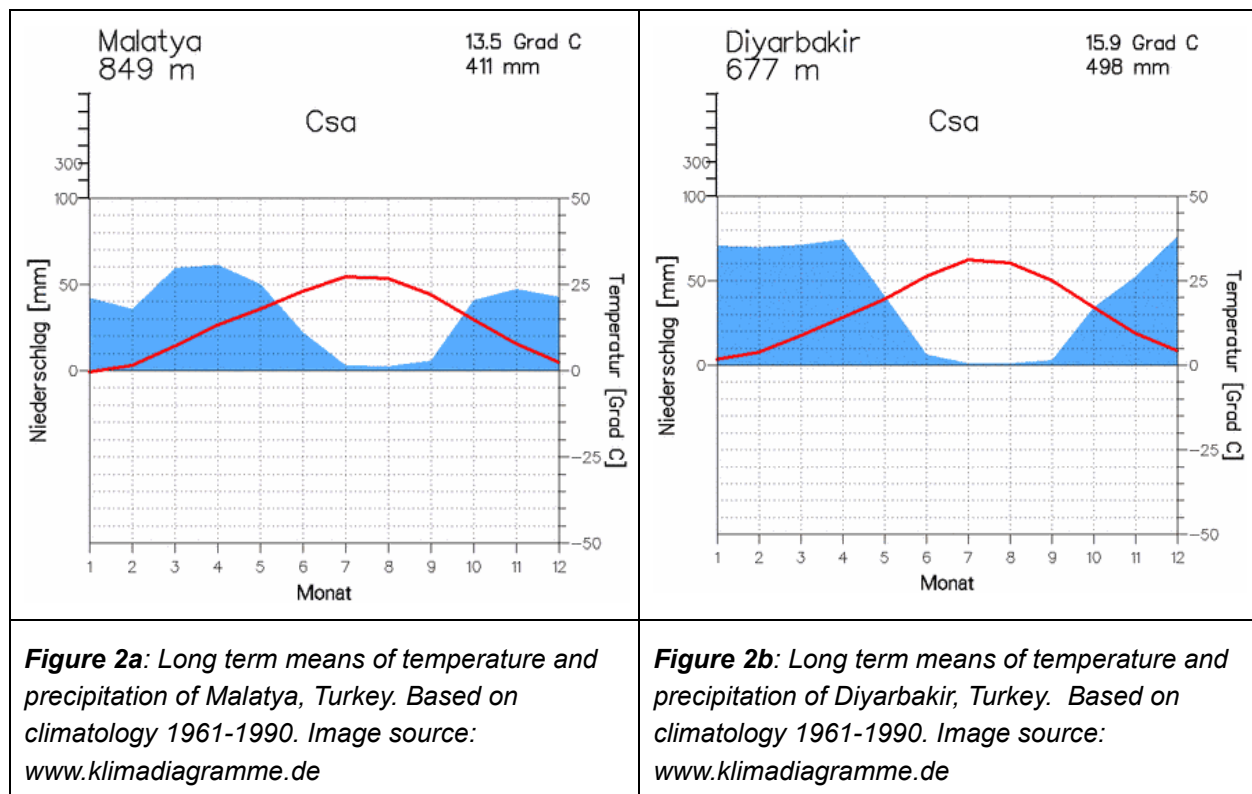 Malatya
849 m
13.5 Grad C
411 mm
Csa
300
100
50
0
50
25
0
−25
−50
Niederschlag [mm]
Temperatur [Grad C]
1 2 3 4 5 6 7 8 9 10 11 12
Monat
Diyarbakir
677 m
15.9 Grad C
498 mm
Csa
300
100
50
0
50
25
0
−25
−50
Niederschlag [mm]
Temperatur [Grad C]
1 2 3 4 5 6 7 8 9 10 11 12
Monat
Figure 2a: Long term means of temperature and
precipitation of Malatya, Turkey. Based on
climatology 1961-1990. Image source:
www.klimadiagramme.de
Figure 2b: Long term means of temperature and
precipitation of Diyarbakir, Turkey.  Based on
climatology 1961-1990. Image source:
www.klimadiagramme.de